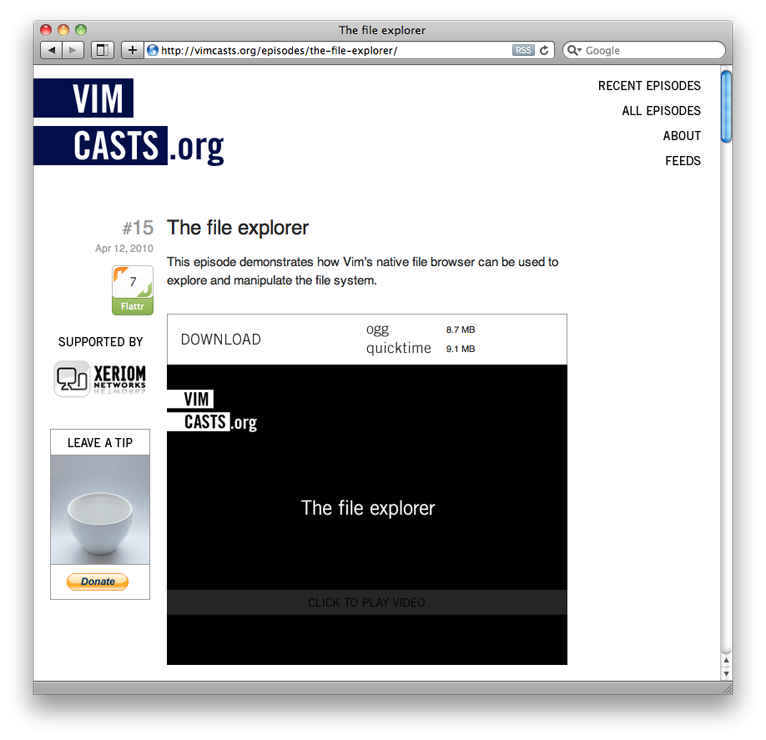 The file explorer
http://vimcasts.org/episodes/the-file-explorer/
RSS
Google
VIM
CASTS.org
RECENT EPISODES
ALL EPISODES
ABOUT
FEEDS
#15
The file explorer
Apr 12, 2010
This episode demonstrates how Vim's native file browser can be used to
explore and manipulate the file system.
7
Flattr
SUPPORTED BY
XERIOM
NETWORKS
LEAVE A TIP
Donate
DOWNLOAD
ogg 8.7 MB
quicktime 9.1 MB
VIM
CASTS.org
The file explorer
CLICK TO PLAY VIDEO